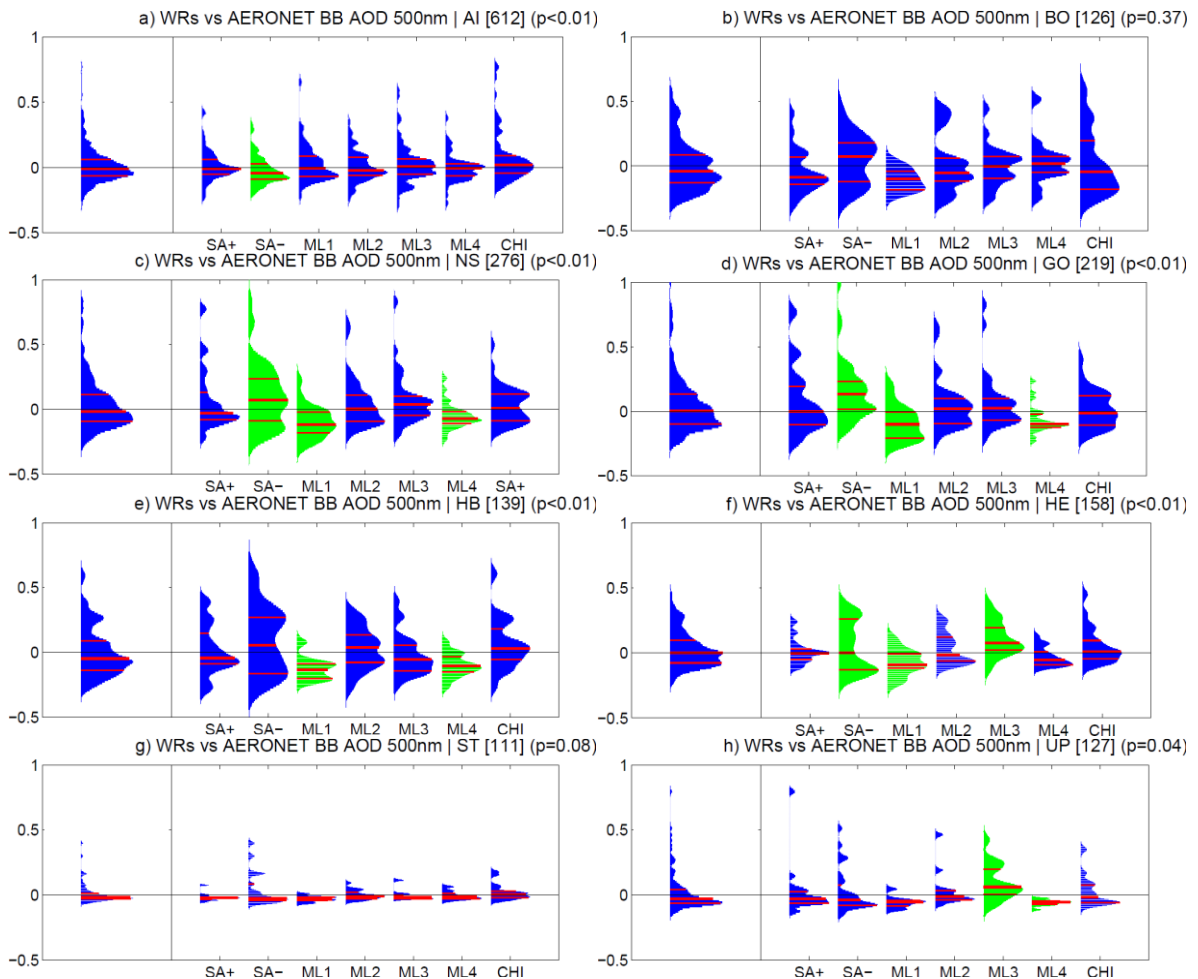 a) WRs vs AERONET BB AOD 500nm | AI [612] (p<0.01)
b) WRs vs AERONET BB AOD 500nm | BO [126] (p=0.37)
1
0.5
0
−0.5
SA+ SA− ML1 ML2 ML3 ML4 CHI
1
0.5
0
−0.5
SA+ SA− ML1 ML2 ML3 ML4 CHI
c) WRs vs AERONET BB AOD 500nm | NS [276] (p<0.01)
d) WRs vs AERONET BB AOD 500nm | GO [219] (p<0.01)
1
0.5
0
−0.5
SA+ SA− ML1 ML2 ML3 ML4 SA+
1
0.5
0
−0.5
SA+ SA− ML1 ML2 ML3 ML4 CHI
e) WRs vs AERONET BB AOD 500nm | HB [139] (p<0.01)
f) WRs vs AERONET BB AOD 500nm | HE [158] (p<0.01)
1
0.5
0
−0.5
SA+ SA− ML1 ML2 ML3 ML4 CHI
1
0.5
0
−0.5
SA+ SA− ML1 ML2 ML3 ML4 CHI
g) WRs vs AERONET BB AOD 500nm | ST [111] (p=0.08)
h) WRs vs AERONET BB AOD 500nm | UP [127] (p=0.04)
1
0.5
0
−0.5
SA+ SA− ML1 ML2 ML3 ML4 CHI
1
0.5
0
−0.5
SA+ SA− ML1 ML2 ML3 ML4 CHI